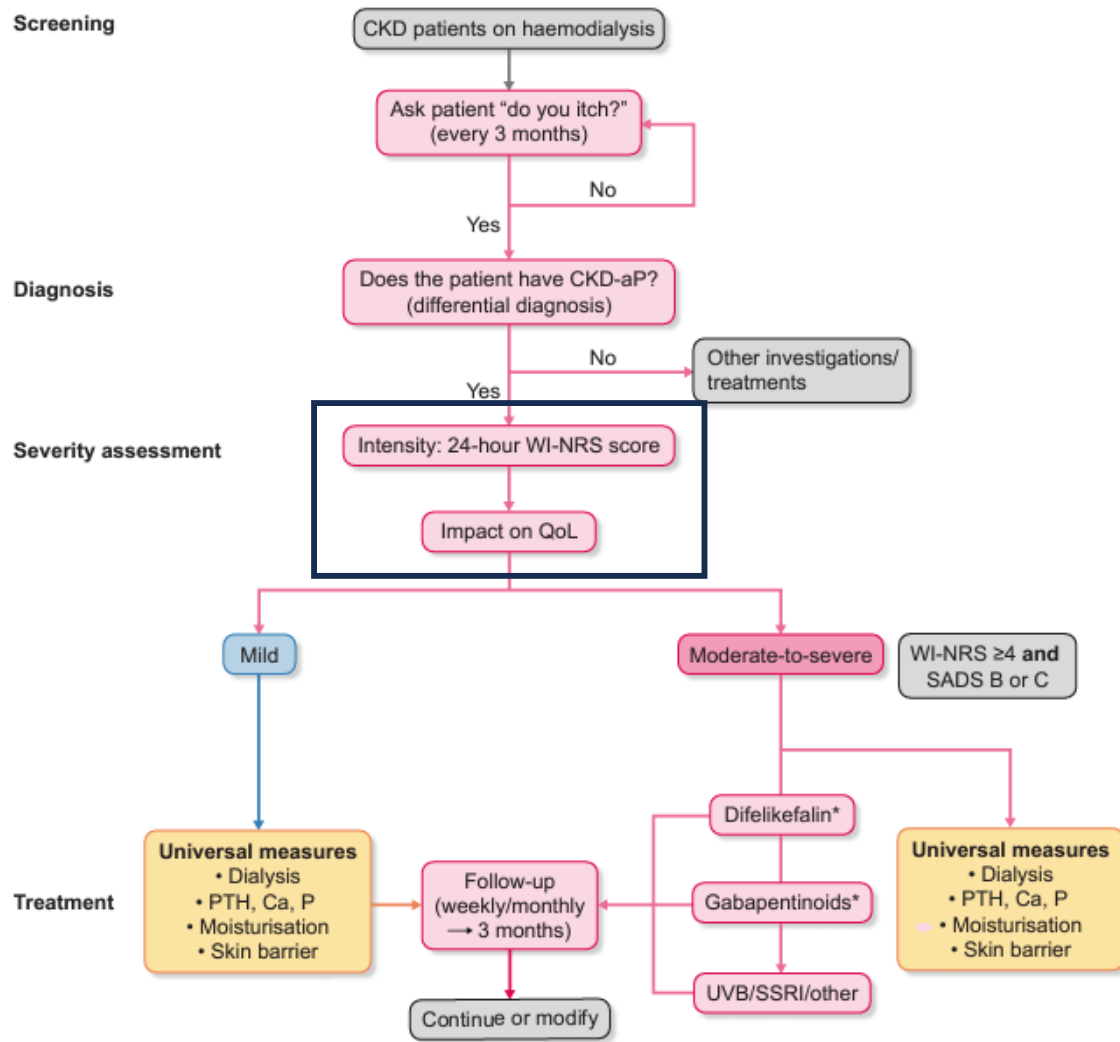 Screening
CKD patients on haemodialysis
Ask patient “do you itch?”
(every 3 months)
No
Yes
Diagnosis
Does the patient have CKD-aP?
(differential diagnosis)
No
Other investigations/
treatments
Yes
Severity assessment
Intensity: 24-hour WI-NRS score
Impact on QoL
Mild
Moderate-to-severe
WI-NRS ≥4 and
SADS B or C
Treatment
Universal measures
• Dialysis
• PTH, Ca, P
• Moisturisation
• Skin barrier
Follow-up
(weekly/monthly
→ 3 months)
Continue or modify
Difelikefalin*
Gabapentinoids*
UVB/SSRI/other
Universal measures
• Dialysis
• PTH, Ca, P
• Moisturisation
• Skin barrier